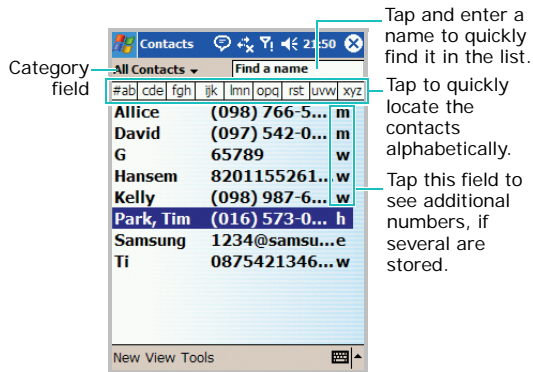 Tap and enter a
name to quickly
find it in the list.
Contacts 21:50
Category
field
All Contacts Find a name
#ab cde fgh ijk lmn opq rst uvw xyz
Tap to quickly
locate the
contacts
alphabetically.
Allice (098) 766-5... m
David (097) 542-0... m
G 65789 w
Hansem 8201155261... w
Kelly (098) 987-6... w
Park, Tim (016) 573-0... h
Samsung 1234@samsu... e
Ti 0875421346... w
Tap this field to
see additional
numbers, if
several are
stored.
New View Tools